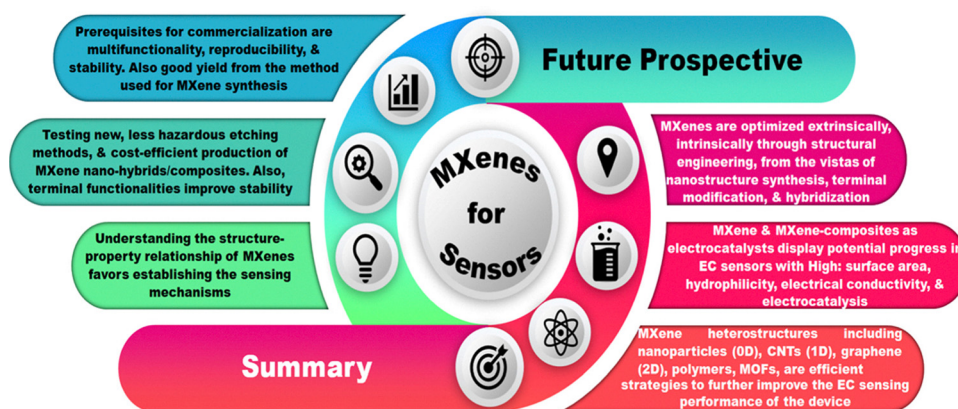 Prerequisites for commercialization are
multifunctionality, reproducibility, &
stability. Also good yield from the method
used for MXene synthesis
Testing new, less hazardous etching
methods, & cost-efficient production of
MXene nano-hybrids/composites. Also,
terminal functionalities improve stability
Understanding the structure-
property relationship of MXenes
favors establishing the sensing
mechanisms
Summary
MXenes
for
Sensors
Future Prospective
MXenes are optimized extrinsically,
intrinsically through structural
engineering, from the vistas of
nanostructure synthesis, terminal
modification, & hybridization
MXene & MXene-composites as
electrocatalysts display potential progress in
EC sensors with High: surface area,
hydrophilicity, electrical conductivity, &
electrocatalysis
MXene heterostructures including
nanoparticles (0D), CNTs (1D), graphene
(2D), polymers, MOFs, are efficient
strategies to further improve the EC sensing
performance of the device